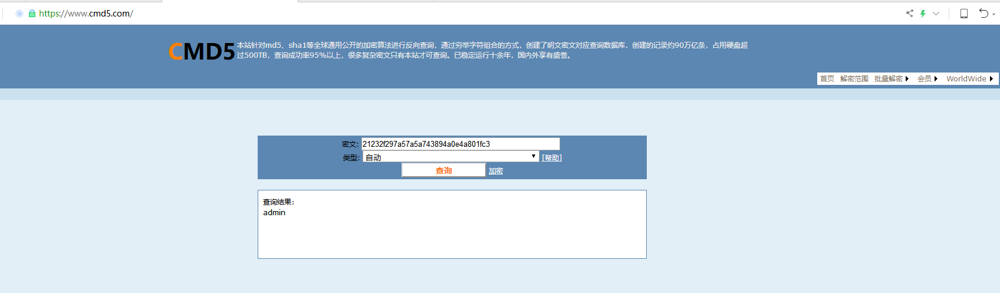 https://www.cmd5.com/
CMD5
本站针对md5、sha1等全球通用公开的加密算法进行反向查询，通过穷举字符组合的方式，创建了明文密文对应查询数据库，创建的记录约90万亿条，占用硬盘超
过500TB，查询成功率95%以上，很多复杂密文只有本站才可查询。已稳定运行十余年，国内外享有盛誉。
首页 解密范围 批量解密 会员 WorldWide
密文: 21232f297a57a5a743894a0e4a801fc3
类型: 自动 [帮助]
查询 加密
查询结果：
admin